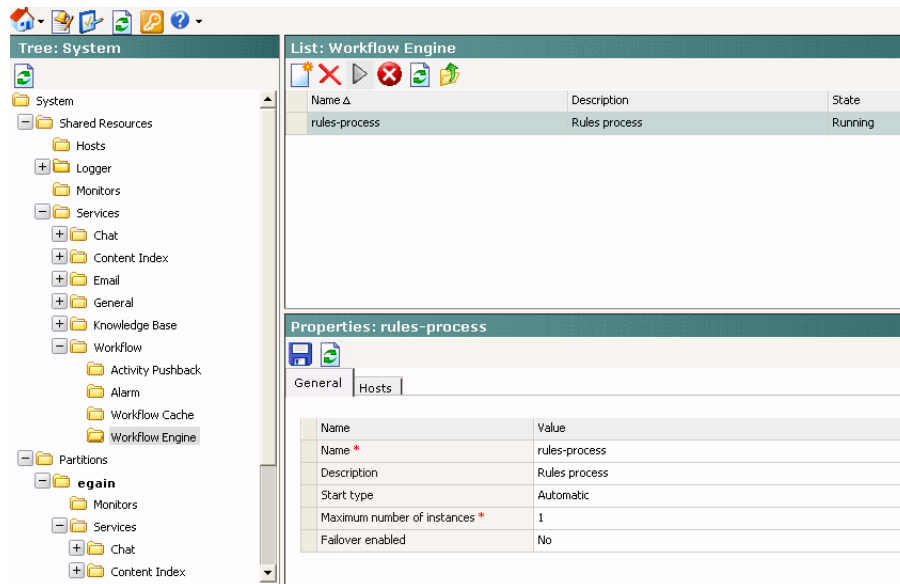 Tree: System
System
Shared Resources
Hosts
Logger
Monitors
Services
Chat
Content Index
Email
General
Knowledge Base
Workflow
Activity Pushback
Alarm
Workflow Cache
Workflow Engine
Partitions
egain
Monitors
Services
Chat
Content Index
List: Workflow Engine
Name Description State
rules-process Rules process Running
Properties: rules-process
General Hosts
Name Value
Name * rules-process
Description Rules process
Start type Automatic
Maximum number of instances * 1
Failover enabled No